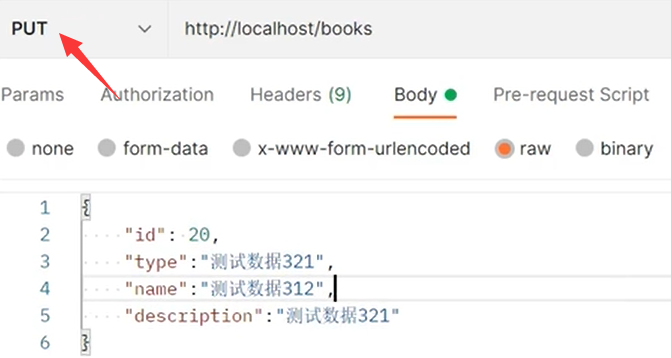 PUT http://localhost/books
Params Authorization Headers (9) Body Pre-request Script
none form-data x-www-form-urlencoded raw binary
1 {
2 "id": 20,
3 "type":"测试数据321",
4 "name":"测试数据312",
5 "description":"测试数据321"
6 }